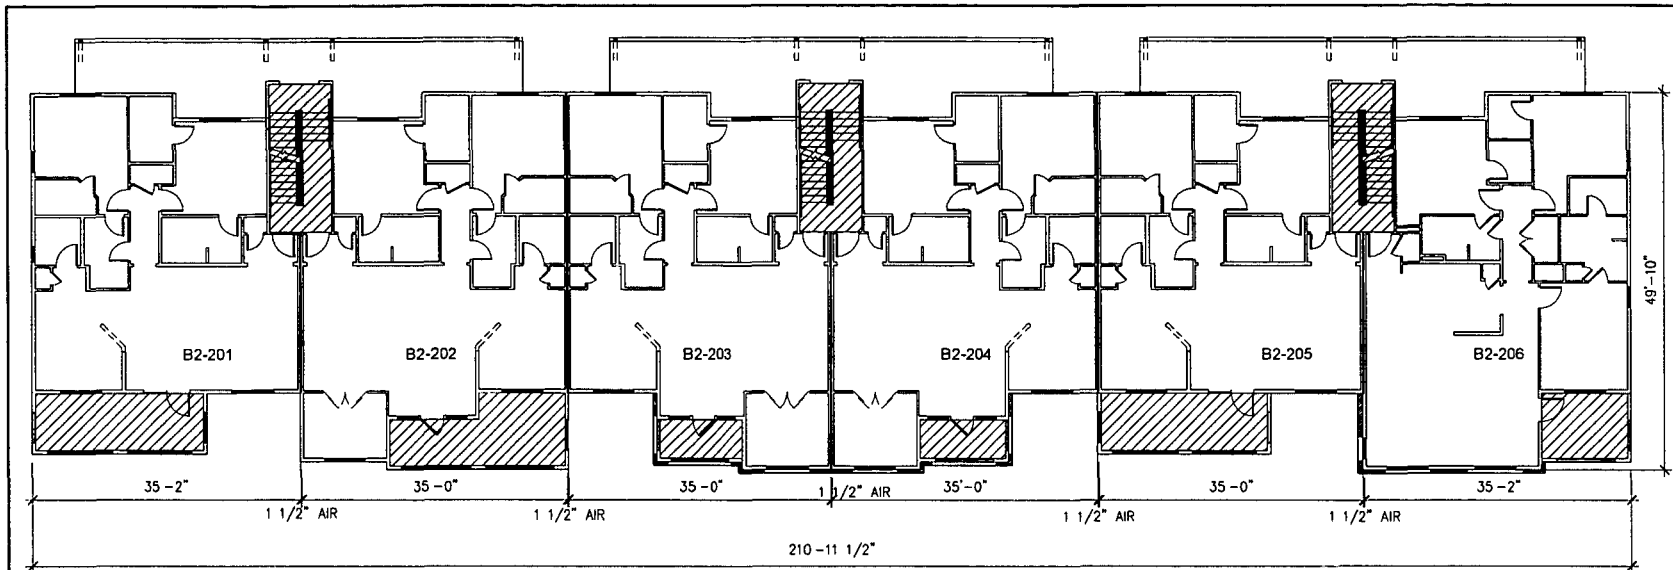 49'-10"
B2-201
B2-202
B2-203
B2-204
B2-205
B2-206
35-2"
35-0"
35-0"
35'-0"
35-0"
35-2"
1 1/2" AIR
1 1/2" AIR
1 1/2" AIR
1 1/2" AIR
1 1/2" AIR
210-11 1/2"